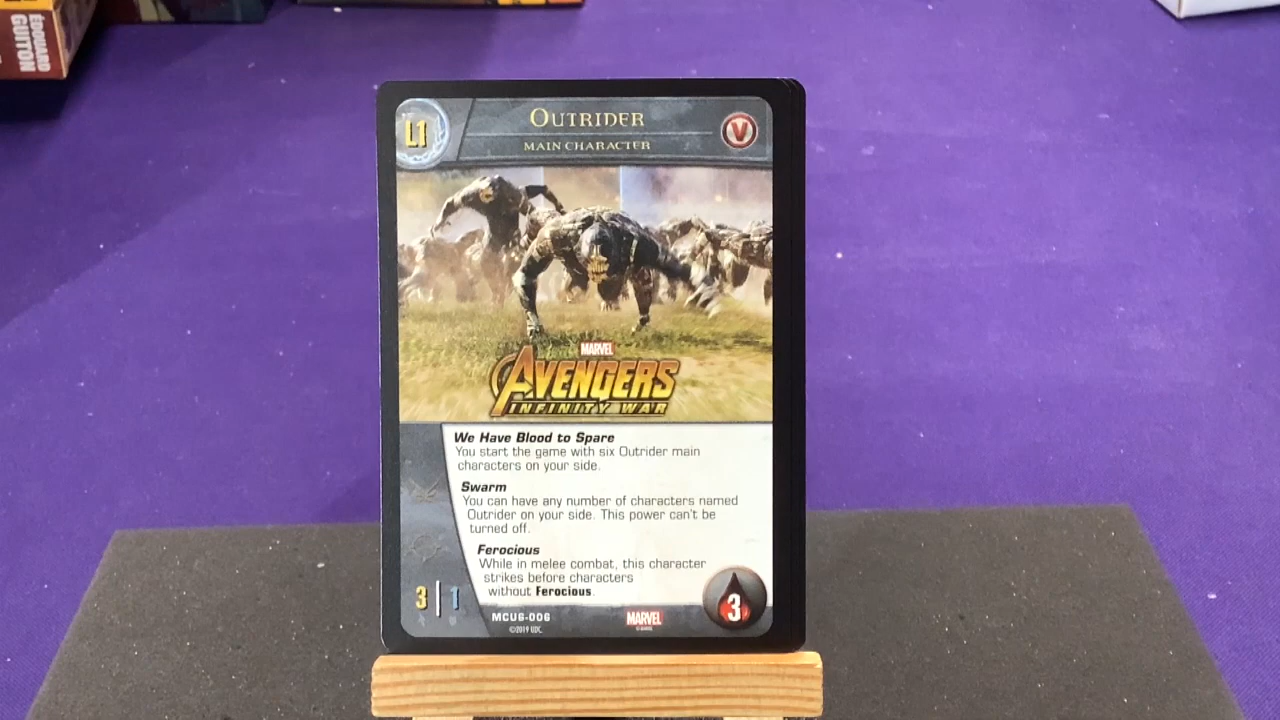 EDOUARD
GUITON
L1
OUTRIDER
V
MAIN CHARACTER
MARVEL
AVENGERS
INFINITY WAR
We Have Blood to Spare
You start the game with six Outrider main
characters on your side.
Swarm
You can have any number of characters named
Outrider on your side. This power can't be
turned off.
Ferocious
While in melee combat, this character
strikes before characters
without Ferocious.
3 | 1
3
MCU6-006
MARVEL
©2019 UDC